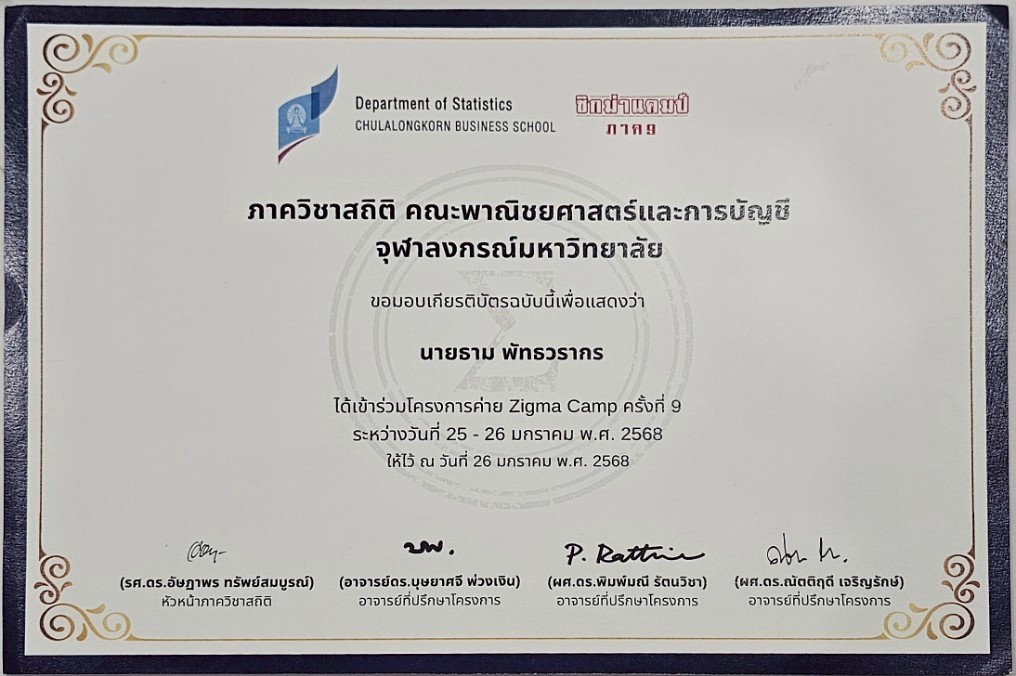 Department of Statistics
CHULALONGKORN BUSINESS SCHOOL
ซิกม่าแคมป์
ภาค๑
ภาควิชาสถิติ คณะพาณิชยศาสตร์และการบัญชี
จุฬาลงกรณ์มหาวิทยาลัย
ขอมอบเกียรติบัตรฉบับนี้เพื่อแสดงว่า
นายธาม พัทธวรากร
ได้เข้าร่วมโครงการค่าย Zigma Camp ครั้งที่ 9
ระหว่างวันที่ 25 - 26 มกราคม พ.ศ. 2568
ให้ไว้ ณ วันที่ 26 มกราคม พ.ศ. 2568
P.
(รศ.ดร.อัษฎาพร ทรัพย์สมบูรณ์) (อาจารย์ดร.บุษยาศจี พ่วงเงิน) (ผศ.ดร.พิมพ์มณี รัตนวิชา) (ผศ.ดร.ณัตติฤดี เจริญรักษ์)
หัวหน้าภาควิชาสถิติ อาจารย์ที่ปรึกษาโครงการ อาจารย์ที่ปรึกษาโครงการ อาจารย์ที่ปรึกษาโครงการ